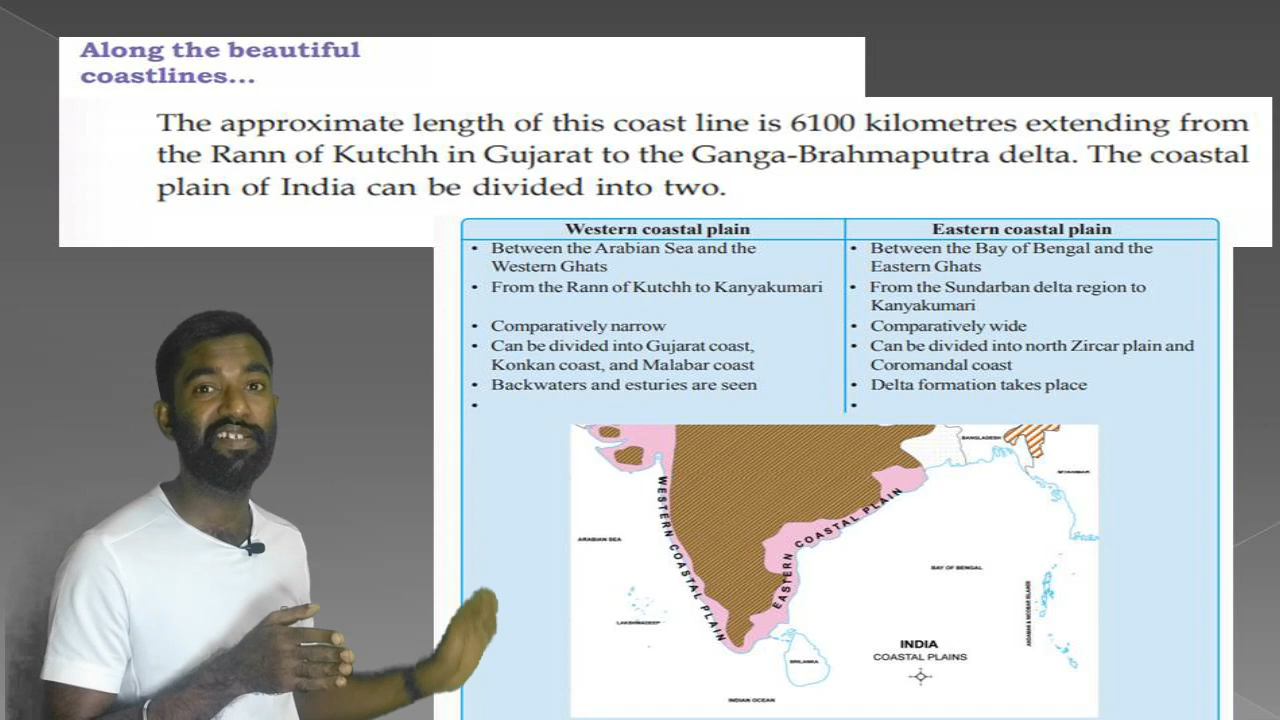 Along the beautiful
coastlines...
The approximate length of this coast line is 6100 kilometres extending from
the Rann of Kutchh in Gujarat to the Ganga-Brahmaputra delta. The coastal
plain of India can be divided into two.
Western coastal plain
• Between the Arabian Sea and the
Western Ghats
• From the Rann of Kutchh to Kanyakumari
• Comparatively narrow
• Can be divided into Gujarat coast,
Konkan coast, and Malabar coast
• Backwaters and esturies are seen
•
Eastern coastal plain
• Between the Bay of Bengal and the
Eastern Ghats
• From the Sundarban delta region to
Kanyakumari
• Comparatively wide
• Can be divided into north Zircar plain and
Coromandal coast
• Delta formation takes place
•
BANGLADESH
MYANMAR
WESTERN COASTAL PLAIN
EASTERN COASTAL PLAIN
ARABIAN SEA
BAY OF BENGAL
ANDAMAN & NICOBAR ISLANDS
LAKSHADWEEP
INDIA
COASTAL PLAINS
SRILANKA
INDIAN OCEAN